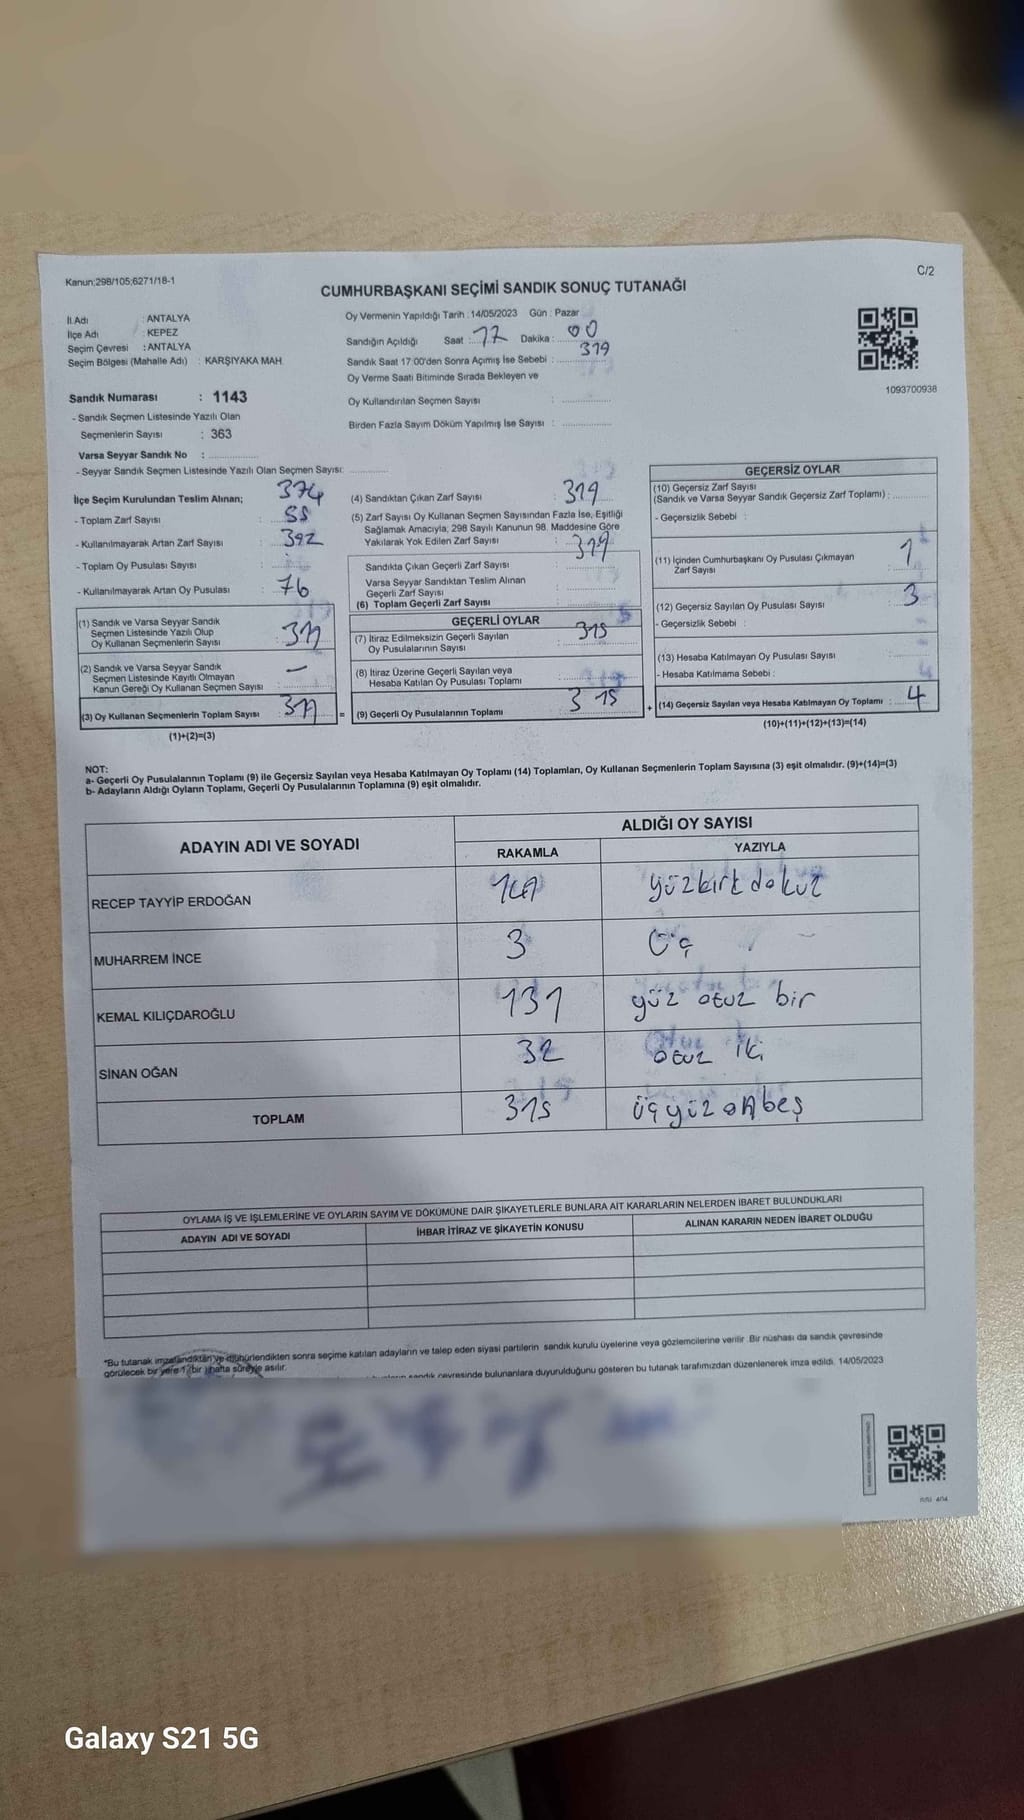 Kanun:298/105;6271/18-1
C/2
CUMHURBAŞKANI SEÇİMİ SANDIK SONUÇ TUTANAĞI
İl Adı : ANTALYA
İlçe Adı : KEPEZ
Seçim Çevresi : ANTALYA
Seçim Bölgesi (Mahalle Adı) : KARŞIYAKA MAH.
Oy Vermenin Yapıldığı Tarih : 14/05/2023 Gün : Pazar
Sandığın Açıldığı Saat : 17 Dakika : 00
319
Sandık Saat 17:00'den Sonra Açımış İse Sebebi :
Oy Verme Saati Bitiminde Sırada Bekleyen ve
Oy Kullandırılan Seçmen Sayısı :
Birden Fazla Sayım Döküm Yapılmış İse Sayısı :
1093700938
Sandık Numarası : 1143
- Sandık Seçmen Listesinde Yazılı Olan
Seçmenlerin Sayısı : 363
Varsa Seyyar Sandık No :
- Seyyar Sandık Seçmen Listesinde Yazılı Olan Seçmen Sayısı:
İlçe Seçim Kurulundan Teslim Alınan; 374
- Toplam Zarf Sayısı : 55
- Kullanılmayarak Artan Zarf Sayısı : 392
- Toplam Oy Pusulası Sayısı :
- Kullanılmayarak Artan Oy Pusulası : 76
(1) Sandık ve Varsa Seyyar Sandık
Seçmen Listesinde Yazılı Olup
Oy Kullanan Seçmenlerin Sayısı : 319
(2) Sandık ve Varsa Seyyar Sandık
Seçmen Listesinde Kayıtlı Olmayan
Kanun Gereği Oy Kullanan Seçmen Sayısı : —
(3) Oy Kullanan Seçmenlerin Toplam Sayısı : 319
(1)+(2)=(3)
(4) Sandıktan Çıkan Zarf Sayısı : 319
(5) Zarf Sayısı Oy Kullanan Seçmen Sayısından Fazla İse, Eşitliği
Sağlamak Amacıyla, 298 Sayılı Kanunun 98. Maddesine Göre
Yakılarak Yok Edilen Zarf Sayısı :
319
Sandıkta Çıkan Geçerli Zarf Sayısı :
Varsa Seyyar Sandıktan Teslim Alınan
Geçerli Zarf Sayısı :
(6) Toplam Geçerli Zarf Sayısı :
GEÇERLİ OYLAR
(7) İtiraz Edilmeksizin Geçerli Sayılan
Oy Pusulalarının Sayısı : 315
(8) İtiraz Üzerine Geçerli Sayılan veya
Hesaba Katılan Oy Pusulası Toplamı :
= (9) Geçerli Oy Pusulalarının Toplamı : 315
GEÇERSİZ OYLAR
(10) Geçersiz Zarf Sayısı
(Sandık ve Varsa Seyyar Sandık Geçersiz Zarf Toplamı) :
- Geçersizlik Sebebi :
(11) İçinden Cumhurbaşkanı Oy Pusulası Çıkmayan
Zarf Sayısı : 1
(12) Geçersiz Sayılan Oy Pusulası Sayısı : 3
- Geçersizlik Sebebi :
(13) Hesaba Katılmayan Oy Pusulası Sayısı :
- Hesaba Katılmama Sebebi :
+ (14) Geçersiz Sayılan veya Hesaba Katılmayan Oy Toplamı : 4
(10)+(11)+(12)+(13)=(14)
NOT:
a- Geçerli Oy Pusulalarının Toplamı (9) ile Geçersiz Sayılan veya Hesaba Katılmayan Oy Toplamı (14) Toplamları, Oy Kullanan Seçmenlerin Toplam Sayısına (3) eşit olmalıdır. (9)+(14)=(3)
b- Adayların Aldığı Oyların Toplamı, Geçerli Oy Pusulalarının Toplamına (9) eşit olmalıdır.
ADAYIN ADI VE SOYADI
ALDIĞI OY SAYISI
RAKAMLA YAZIYLA
RECEP TAYYİP ERDOĞAN 149 yüzkırk dokuz
MUHARREM İNCE 3 Üç
KEMAL KILIÇDAROĞLU 131 yüz otuz bir
SİNAN OĞAN 32 otuz iki
TOPLAM 315 üçyüz onbeş
OYLAMA İŞ VE İŞLEMLERİNE VE OYLARIN SAYIM VE DÖKÜMÜNE DAİR ŞİKAYETLERLE BUNLARA AİT KARARLARIN NELERDEN İBARET BULUNDUKLARI
ADAYIN ADI VE SOYADI
İHBAR İTİRAZ VE ŞİKAYETİN KONUSU
ALINAN KARARIN NEDEN İBARET OLDUĞU
"Bu tutanak imzalandıktan ve mühürlendikten sonra seçime katılan adayların ve talep eden siyasi partilerin sandık kurulu üyelerine veya gözlemcilerine verilir. Bir nüshası da sandık çevresinde
görülecek bir yere 1 (bir) hafta süreyle asılır.
sandık çevresinde bulunanlara duyurulduğunu gösteren bu tutanak tarafımızdan düzenlenerek imza edildi. 14/05/2023
Galaxy S21 5G